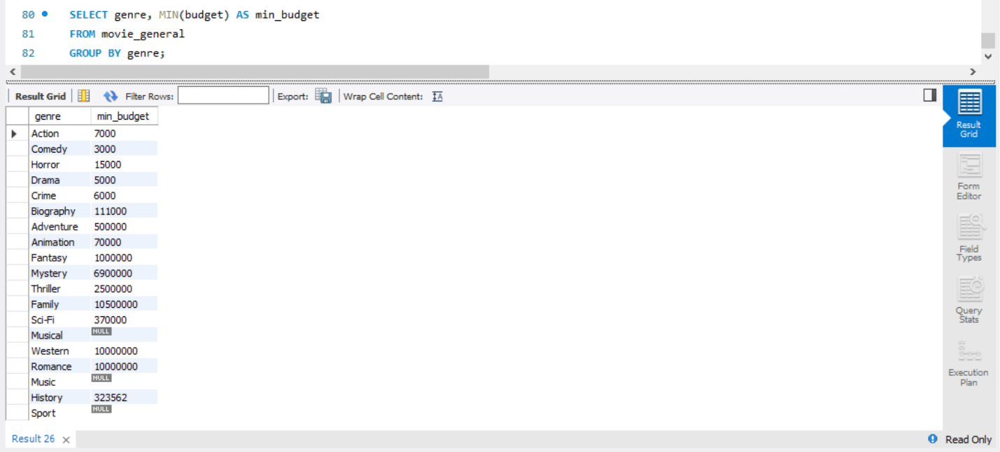 80 SELECT genre, MIN(budget) AS min_budget
81 FROM movie_general
82 GROUP BY genre;
Result Grid Filter Rows: Export: Wrap Cell Content: IA
genre min_budget
Action 7000
Comedy 3000
Horror 15000
Drama 5000
Crime 6000
Biography 111000
Adventure 500000
Animation 70000
Fantasy 1000000
Mystery 6900000
Thriller 2500000
Family 10500000
Sci-Fi 370000
Musical NULL
Western 10000000
Romance 10000000
Music NULL
History 323562
Sport NULL
Result
Grid
Form
Editor
Field
Types
Query
Stats
Execution
Plan
Result 26
Read Only